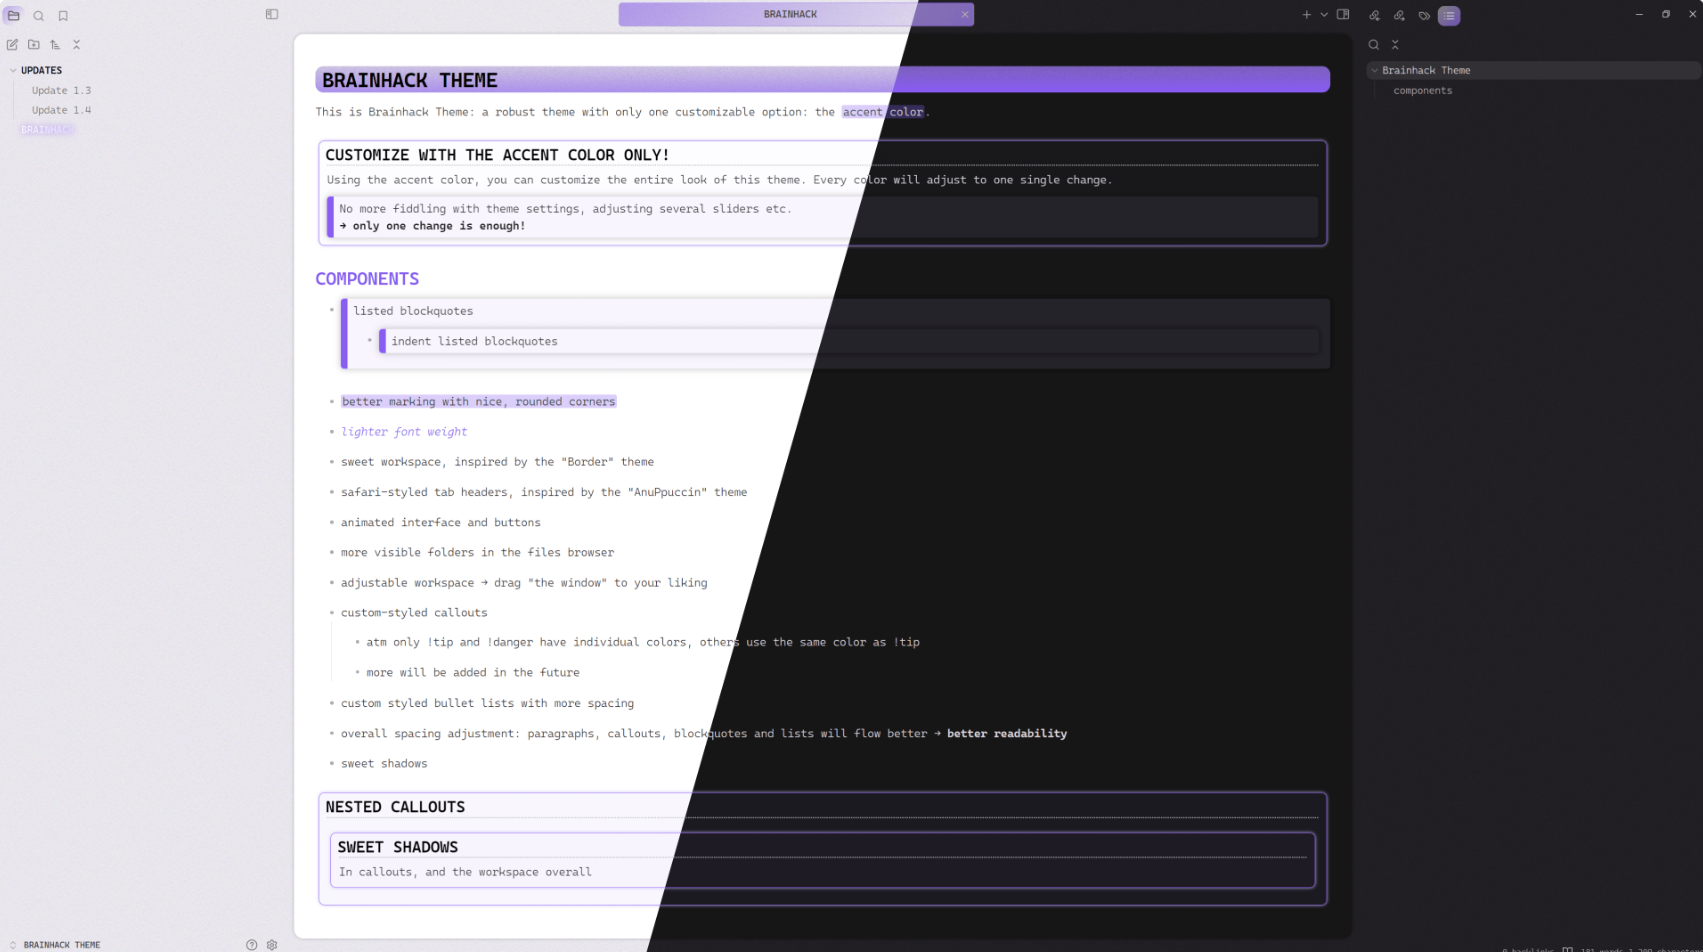 BRAINHACK
UPDATES
Update 1.3
Update 1.4
BRAINHACK
BRAINHACK THEME
This is Brainhack Theme: a robust theme with only one customizable option: the accent color.
CUSTOMIZE WITH THE ACCENT COLOR ONLY!
Using the accent color, you can customize the entire look of this theme. Every color will adjust to one single change.
No more fiddling with theme settings, adjusting several sliders etc.
→ only one change is enough!
COMPONENTS
• listed blockquotes
• indent listed blockquotes
• better marking with nice, rounded corners
• lighter font weight
• sweet workspace, inspired by the "Border" theme
• safari-styled tab headers, inspired by the "AnuPpuccin" theme
• animated interface and buttons
• more visible folders in the files browser
• adjustable workspace → drag "the window" to your liking
• custom-styled callouts
• atm only !tip and !danger have individual colors, others use the same color as !tip
• more will be added in the future
• custom styled bullet lists with more spacing
• overall spacing adjustment: paragraphs, callouts, blockquotes and lists will flow better → better readability
• sweet shadows
NESTED CALLOUTS
SWEET SHADOWS
In callouts, and the workspace overall
Brainhack Theme
components
BRAINHACK THEME
0 backlinks 181 words 1,209 characters